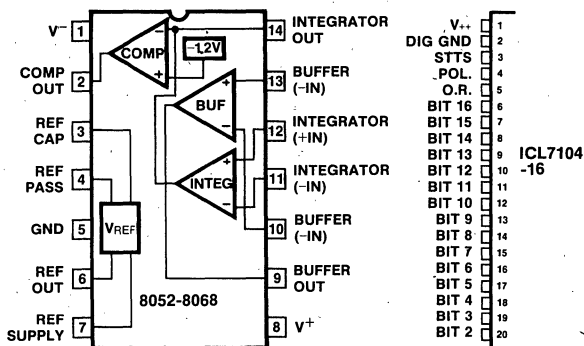 V− 1
COMP OUT 2
REF CAP 3
REF PASS 4
GND 5
REF OUT 6
REF SUPPLY 7
COMP
−
+
−1.2V
BUF
+
−
INTEG
+
−
VREF
8052-8068
14 INTEGRATOR OUT
13 BUFFER (−IN)
12 INTEGRATOR (+IN)
11 INTEGRATOR (−IN)
10 BUFFER (−IN)
9 BUFFER OUT
8 V+
V++ 1
DIG GND 2
STTS 3
POL. 4
O.R. 5
BIT 16 6
BIT 15 7
BIT 14 8
BIT 13 9
BIT 12 10
BIT 11 11
BIT 10 12
BIT 9 13
BIT 8 14
BIT 7 15
BIT 6 16
BIT 5 17
BIT 4 18
BIT 3 19
BIT 2 20
ICL7104
-16